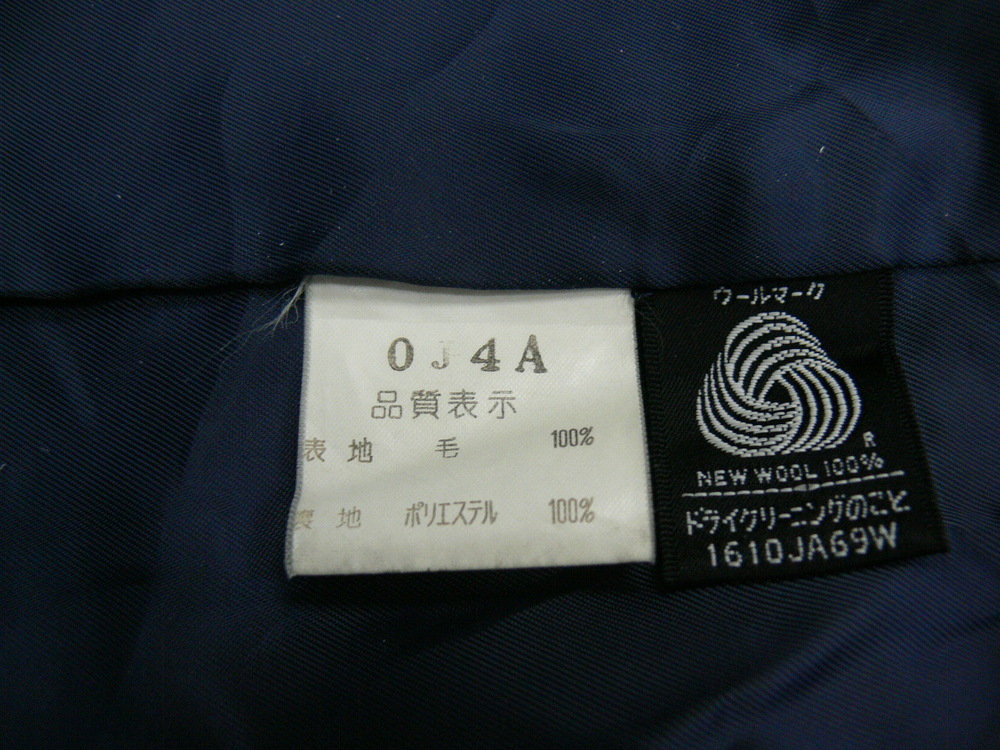 0J4A
品質表示
表地 毛 100%
裏地 ポリエステル 100%
ウールマーク
R
NEW WOOL 100%
ドライクリーニングのこと
1610JA69W